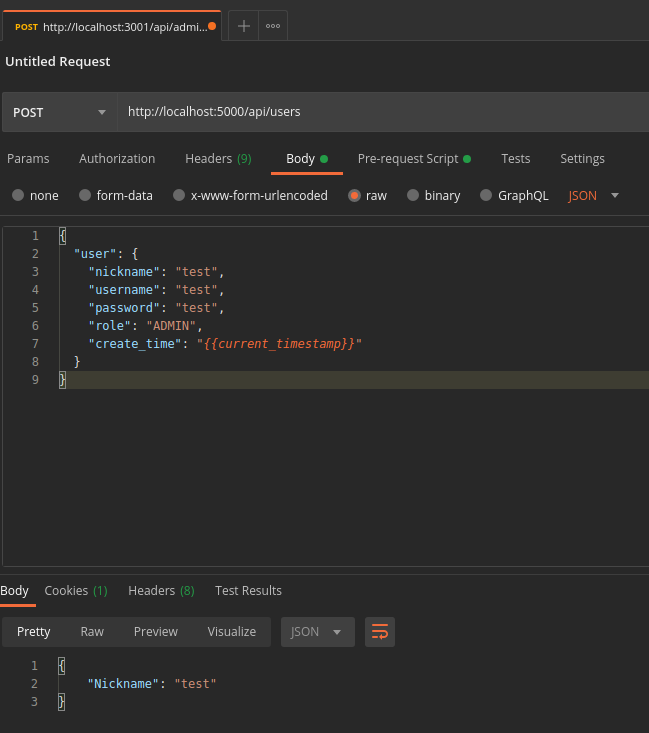 POST http://localhost:3001/api/admi...
Untitled Request
POST http://localhost:5000/api/users
Params Authorization Headers (9) Body Pre-request Script Tests Settings
none form-data x-www-form-urlencoded raw binary GraphQL JSON
1 {
2 "user": {
3 "nickname": "test",
4 "username": "test",
5 "password": "test",
6 "role": "ADMIN",
7 "create_time": "{{current_timestamp}}"
8 }
9 }
Body Cookies (1) Headers (8) Test Results
Pretty Raw Preview Visualize JSON
1 {
2 "Nickname": "test"
3 }